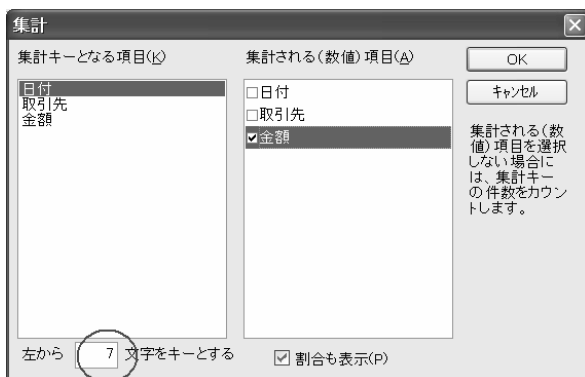 集計
集計キーとなる項目(K)
日付
取引先
金額
左から 7 文字をキーとする
集計される(数値)項目(A)
日付
取引先
金額
割合も表示(P)
OK
キャンセル
集計される(数
値)項目を選択
しない場合に
は、集計キー
の件数をカウン
トします。